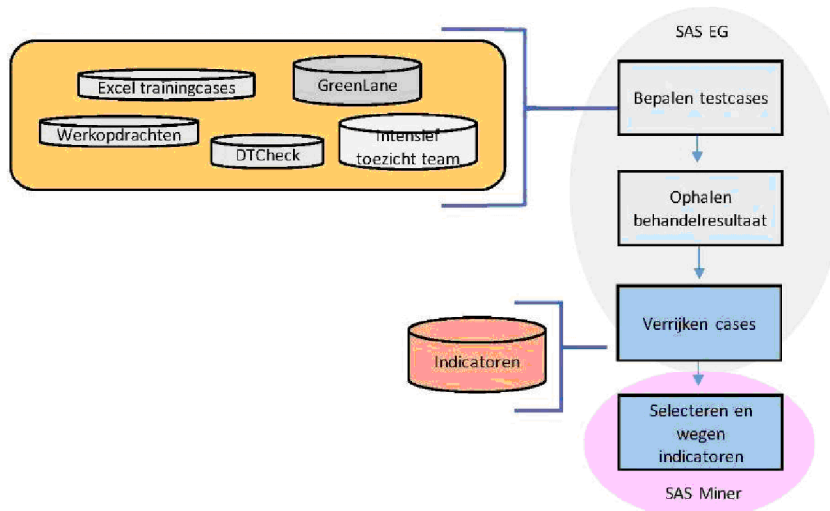 SAS EG
Excel trainingcases
GreenLane
Werkopdrachten
DTCheck
Intensief
toezicht team
Bepalen testcases
Ophalen
behandelresultaat
Indicatoren
Verrijken cases
Selecteren en
wegen
indicatoren
SAS Miner